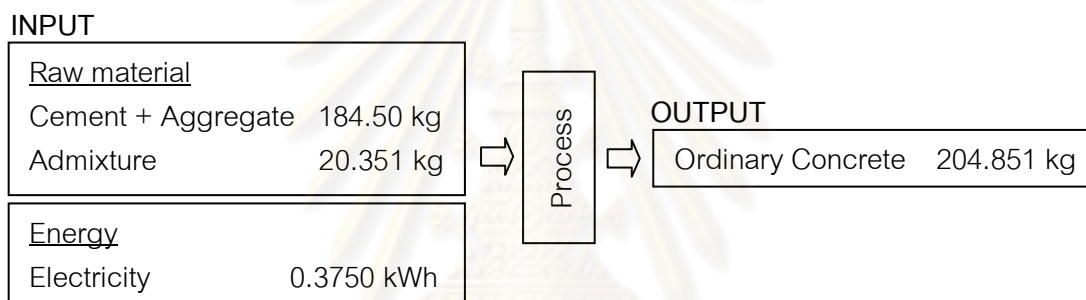 INPUT
Raw material
Cement + Aggregate 184.50 kg
Admixture 20.351 kg
Energy
Electricity 0.3750 kWh
Process
OUTPUT
Ordinary Concrete 204.851 kg